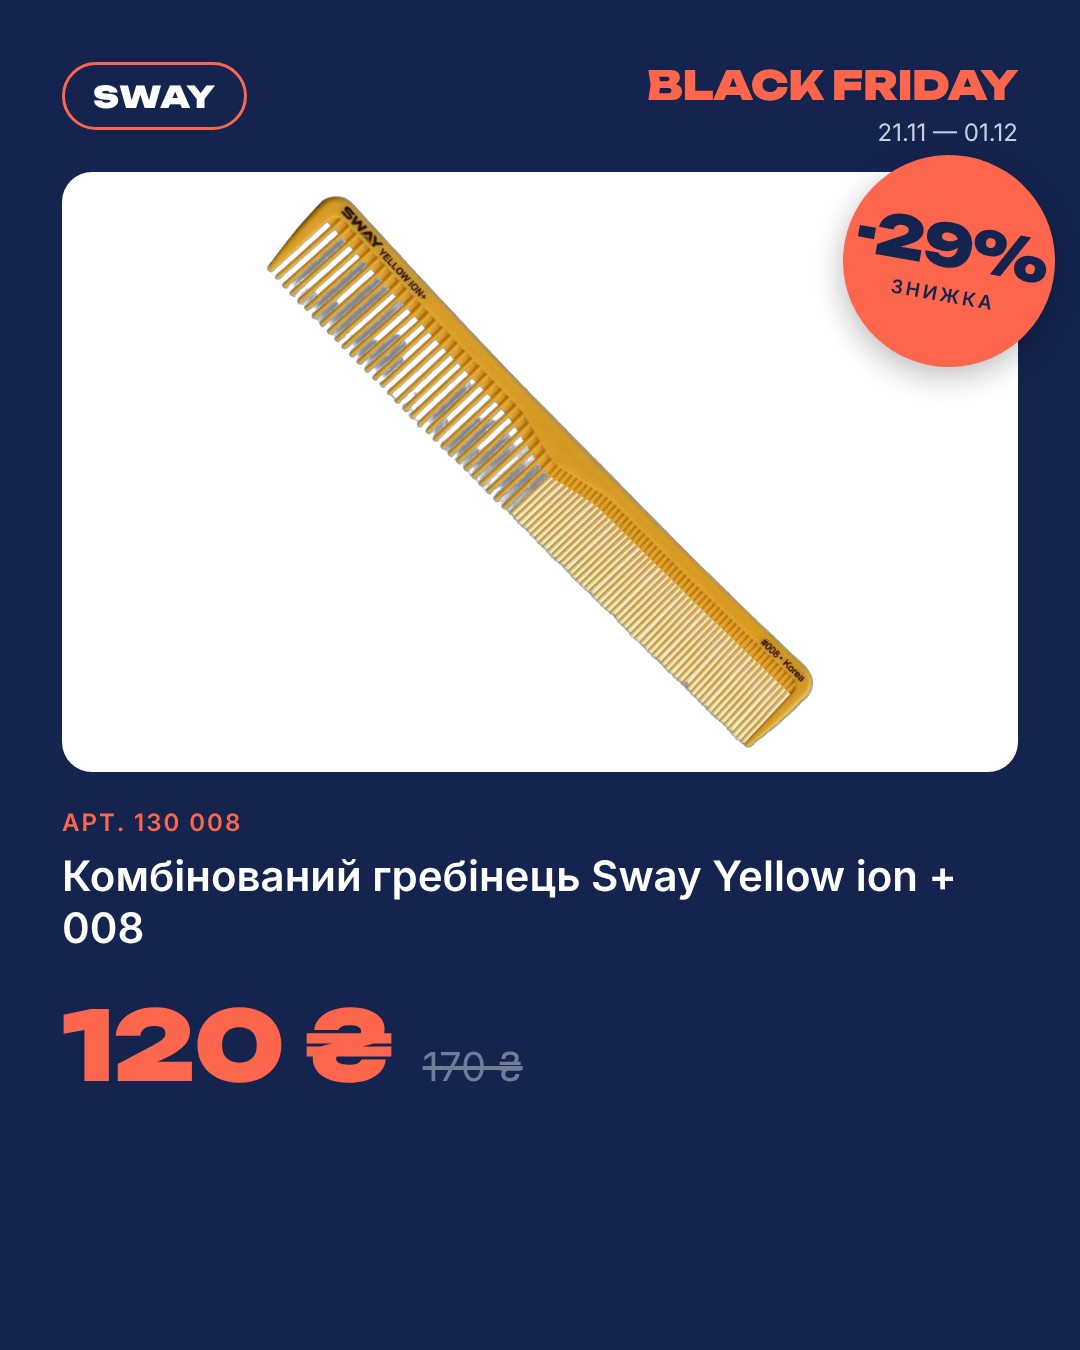 SWAY
BLACK FRIDAY
21.11 — 01.12
-29%
ЗНИЖКА
SWAY YELLOW ION+
#008 • Korea
АРТ. 130 008
Комбінований гребінець Sway Yellow ion +
008
120 ₴
170 ₴